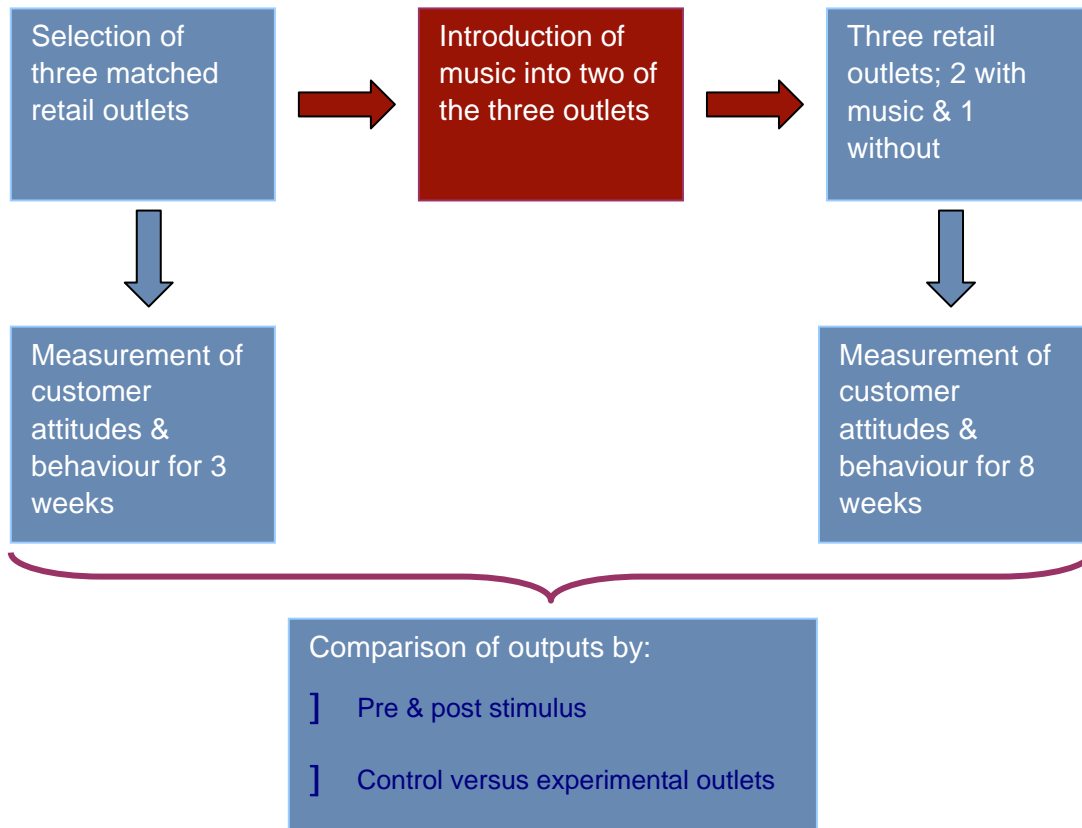 Selection of
three matched
retail outlets
Introduction of
music into two of
the three outlets
Three retail
outlets; 2 with
music & 1
without
Measurement of
customer
attitudes &
behaviour for 3
weeks
Measurement of
customer
attitudes &
behaviour for 8
weeks
Comparison of outputs by:
] Pre & post stimulus
] Control versus experimental outlets